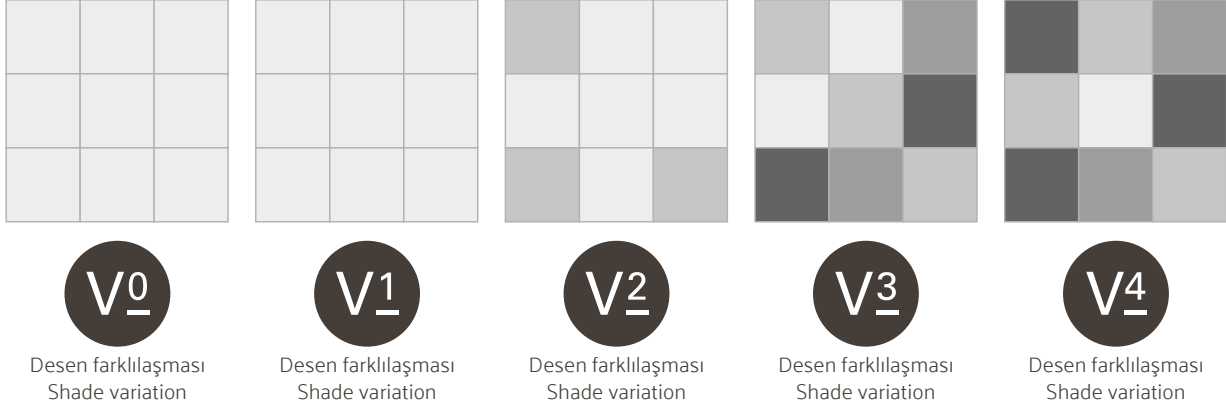 V0
Desen farklılaşması
Shade variation
V1
Desen farklılaşması
Shade variation
V2
Desen farklılaşması
Shade variation
V3
Desen farklılaşması
Shade variation
V4
Desen farklılaşması
Shade variation